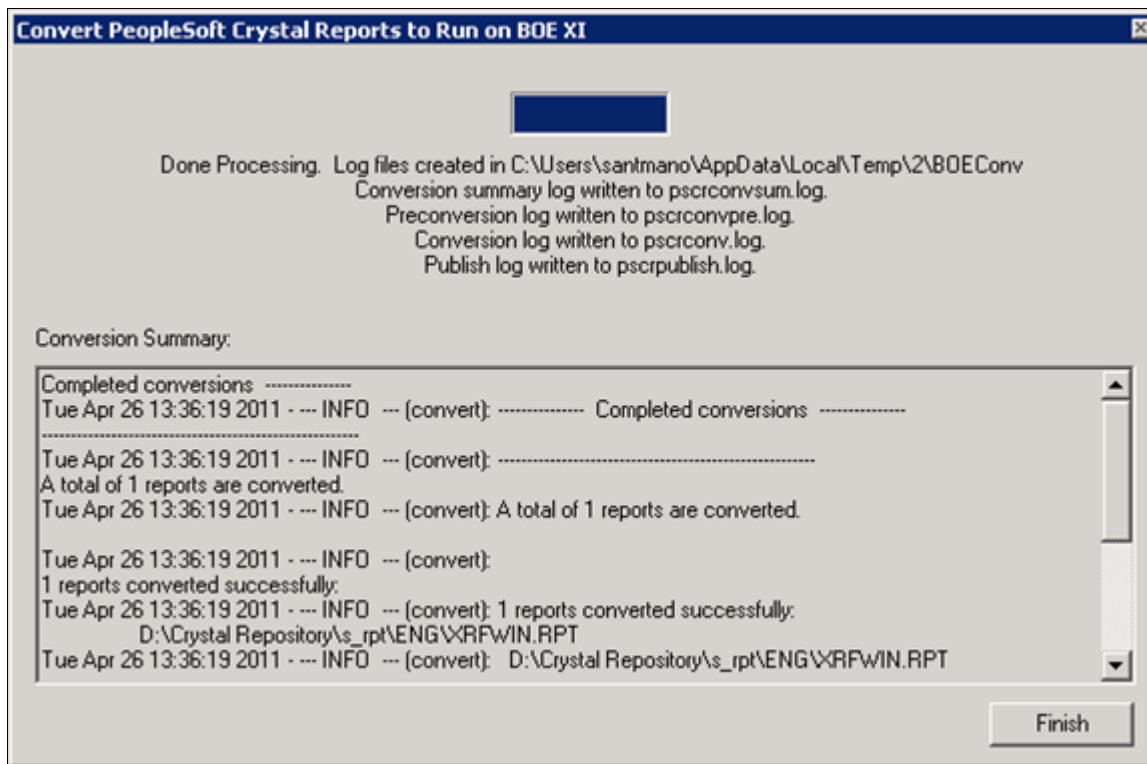 Convert PeopleSoft Crystal Reports to Run on BOE XI
Done Processing. Log files created in C:\Users\santmano\AppData\Local\Temp\2\BOEConv
Conversion summary log written to pscrconvsum.log.
Preconversion log written to pscrconvpre.log.
Conversion log written to pscrconv.log.
Publish log written to pscrpublish.log.
Conversion Summary:
Completed conversions ---------------
Tue Apr 26 13:36:19 2011 - --- INFO --- (convert): --------------- Completed conversions ---------------
-------------------------------------------------------
Tue Apr 26 13:36:19 2011 - --- INFO --- (convert): -------------------------------------------------------
A total of 1 reports are converted.
Tue Apr 26 13:36:19 2011 - --- INFO --- (convert): A total of 1 reports are converted.
Tue Apr 26 13:36:19 2011 - --- INFO --- (convert):
1 reports converted successfully:
Tue Apr 26 13:36:19 2011 - --- INFO --- (convert): 1 reports converted successfully:
D:\Crystal Repository\s_rpt\ENG\XRFWIN.RPT
Tue Apr 26 13:36:19 2011 - --- INFO --- (convert): D:\Crystal Repository\s_rpt\ENG\XRFWIN.RPT
Finish